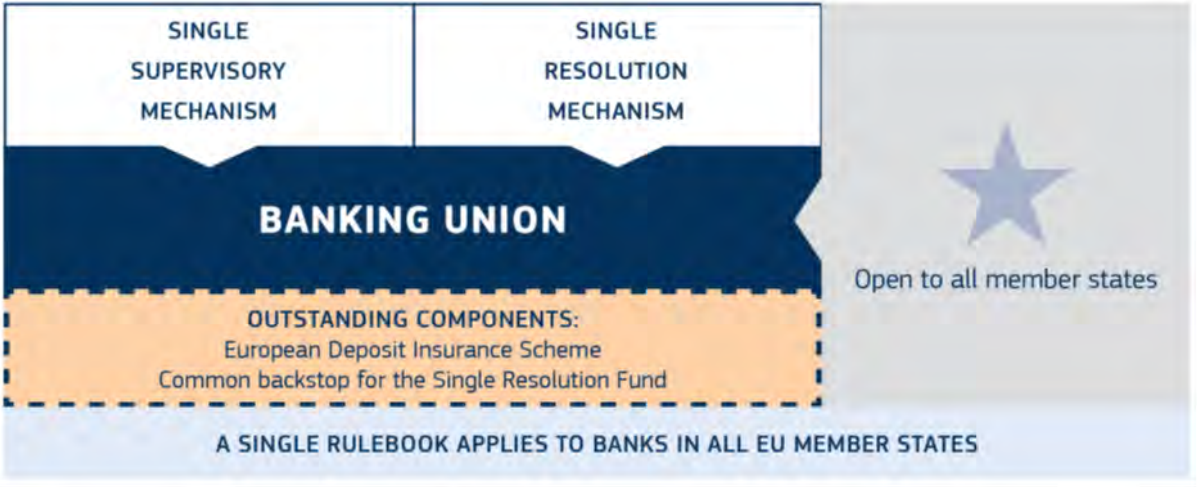 SINGLE
SUPERVISORY
MECHANISM
SINGLE
RESOLUTION
MECHANISM
BANKING UNION
Open to all member states
OUTSTANDING COMPONENTS:
European Deposit Insurance Scheme
Common backstop for the Single Resolution Fund
A SINGLE RULEBOOK APPLIES TO BANKS IN ALL EU MEMBER STATES